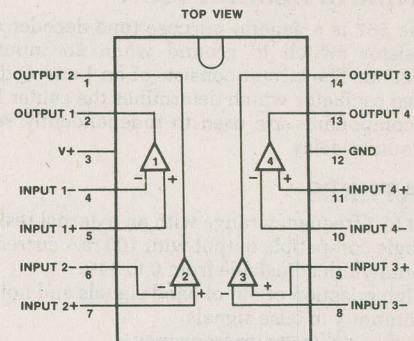 TOP VIEW
OUTPUT 2 1
14 OUTPUT 3
OUTPUT 1 2
13 OUTPUT 4
V+ 3
12 GND
1
4
- +
- +
INPUT 1- 4
11 INPUT 4+
INPUT 1+ 5
10 INPUT 4-
INPUT 2- 6
9 INPUT 3+
2
3
- +
- +
INPUT 2+ 7
8 INPUT 3-